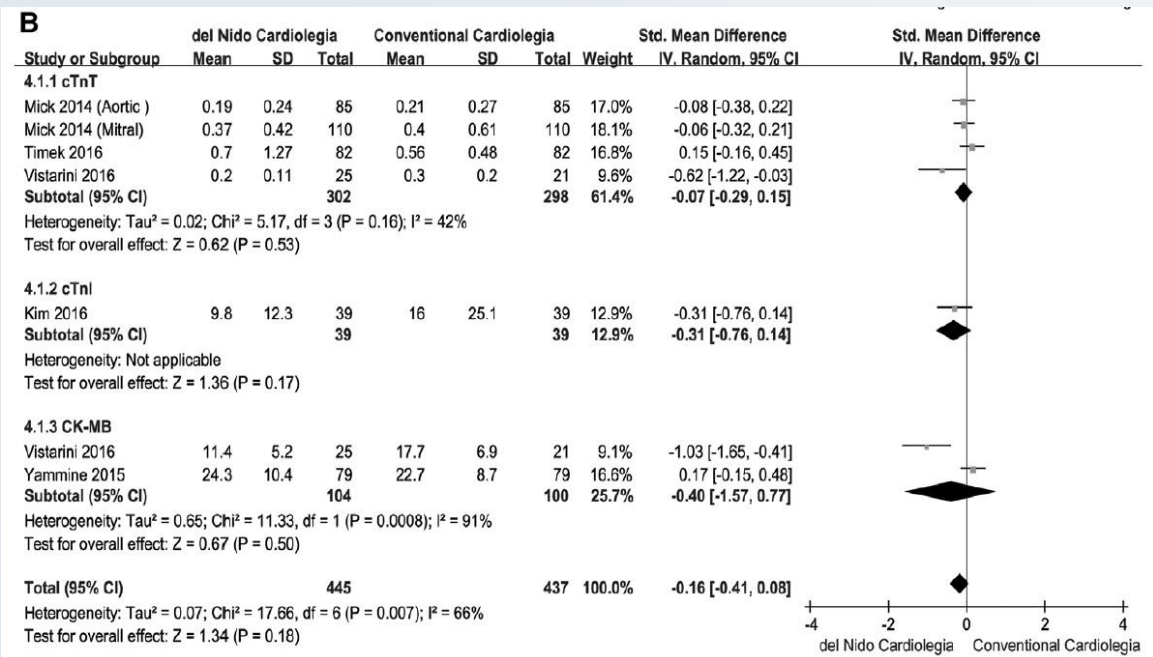 B
del Nido Cardiolegia Conventional Cardiolegia Std. Mean Difference Std. Mean Difference
Study or Subgroup Mean SD Total Mean SD Total Weight IV, Random, 95% CI IV, Random, 95% CI
4.1.1 cTnT
Mick 2014 (Aortic ) 0.19 0.24 85 0.21 0.27 85 17.0% -0.08 [-0.38, 0.22]
Mick 2014 (Mitral) 0.37 0.42 110 0.4 0.61 110 18.1% -0.06 [-0.32, 0.21]
Timek 2016 0.7 1.27 82 0.56 0.48 82 16.8% 0.15 [-0.16, 0.45]
Vistarini 2016 0.2 0.11 25 0.3 0.2 21 9.6% -0.62 [-1.22, -0.03]
Subtotal (95% CI) 302 298 61.4% -0.07 [-0.29, 0.15]
Heterogeneity: Tau² = 0.02; Chi² = 5.17, df = 3 (P = 0.16); I² = 42%
Test for overall effect: Z = 0.62 (P = 0.53)
4.1.2 cTnI
Kim 2016 9.8 12.3 39 16 25.1 39 12.9% -0.31 [-0.76, 0.14]
Subtotal (95% CI) 39 39 12.9% -0.31 [-0.76, 0.14]
Heterogeneity: Not applicable
Test for overall effect: Z = 1.36 (P = 0.17)
4.1.3 CK-MB
Vistarini 2016 11.4 5.2 25 17.7 6.9 21 9.1% -1.03 [-1.65, -0.41]
Yammine 2015 24.3 10.4 79 22.7 8.7 79 16.6% 0.17 [-0.15, 0.48]
Subtotal (95% CI) 104 100 25.7% -0.40 [-1.57, 0.77]
Heterogeneity: Tau² = 0.65; Chi² = 11.33, df = 1 (P = 0.0008); I² = 91%
Test for overall effect: Z = 0.67 (P = 0.50)
Total (95% CI) 445 437 100.0% -0.16 [-0.41, 0.08]
Heterogeneity: Tau² = 0.07; Chi² = 17.66, df = 6 (P = 0.007); I² = 66%
Test for overall effect: Z = 1.34 (P = 0.18)
-4 -2 0 2 4
del Nido Cardiolegia Conventional Cardiolegia